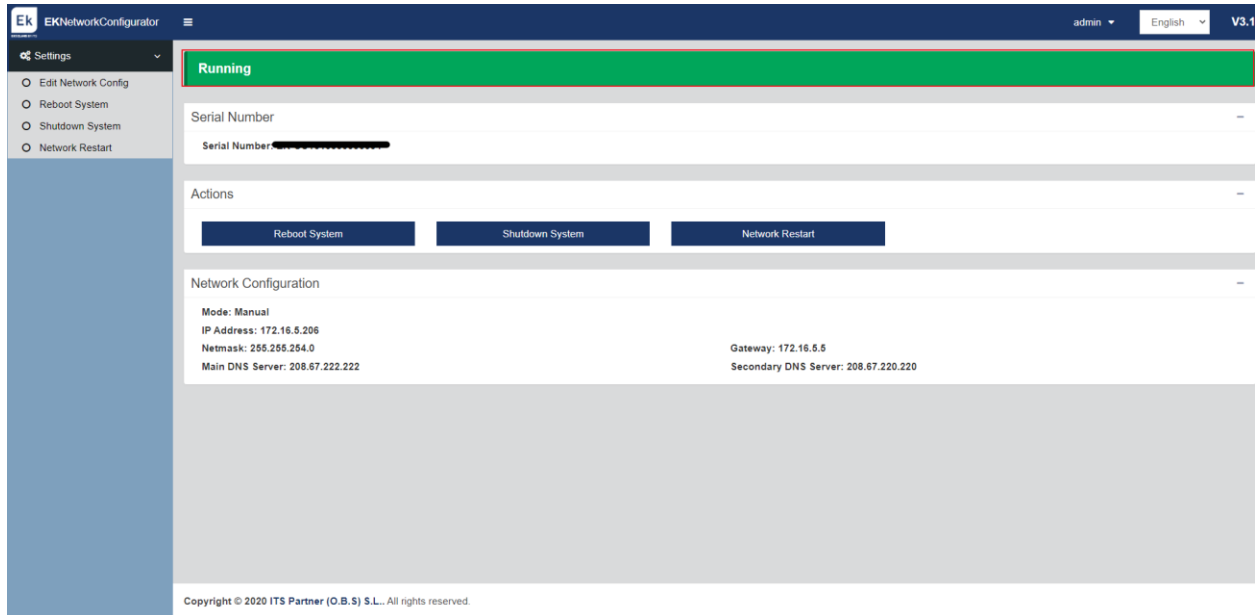 Ek EKNetworkConfigurator admin English V3.1
Settings
Edit Network Config
Reboot System
Shutdown System
Network Restart
Running
Serial Number
Serial Number:
Actions
Reboot System Shutdown System Network Restart
Network Configuration
Mode: Manual
IP Address: 172.16.5.206
Netmask: 255.255.254.0 Gateway: 172.16.5.5
Main DNS Server: 208.67.222.222 Secondary DNS Server: 208.67.220.220
Copyright © 2020 ITS Partner (O.B.S) S.L.. All rights reserved.